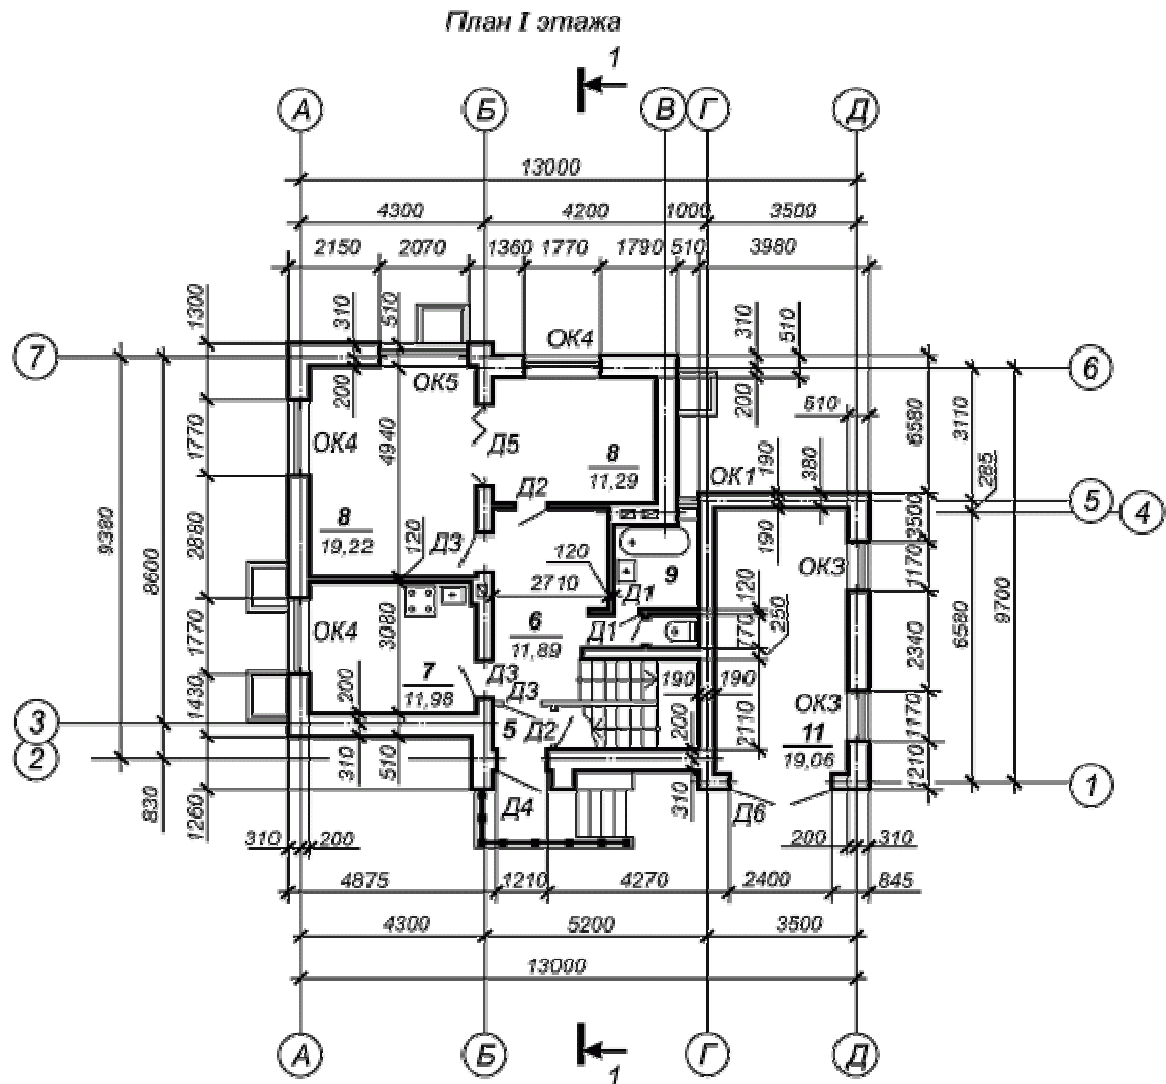 План I этажа
1
А Б В Г Д
13000
4300 4200 1000 3500
2150 2070 1360 1770 1790 510 3980
1300 310 510 ОК4 310 510
7 6
ОК5 200 200 510 6580 3110
1770 ОК4 4940 Д5 8 11,29 190 380 285
ОК1
Д2
5 4
9380 8600 2880 8 19,22 120 Д3 190 3500
120 9 ОК3 1170
2710 Д1 120
1770 ОК4 3080 6 11,89 Д1 770 250 2340 6580 9700
7 11,98 Д3 190 190
1430 200 Д3 ОК3 1170
3 5 Д2 200 2110 11 19,06
2 310 510 1210
1
830 1260 Д4 310 Д6
310 200 200 310
4875 1210 4270 2400 845
4300 5200 3500
13000
А Б Г Д
1